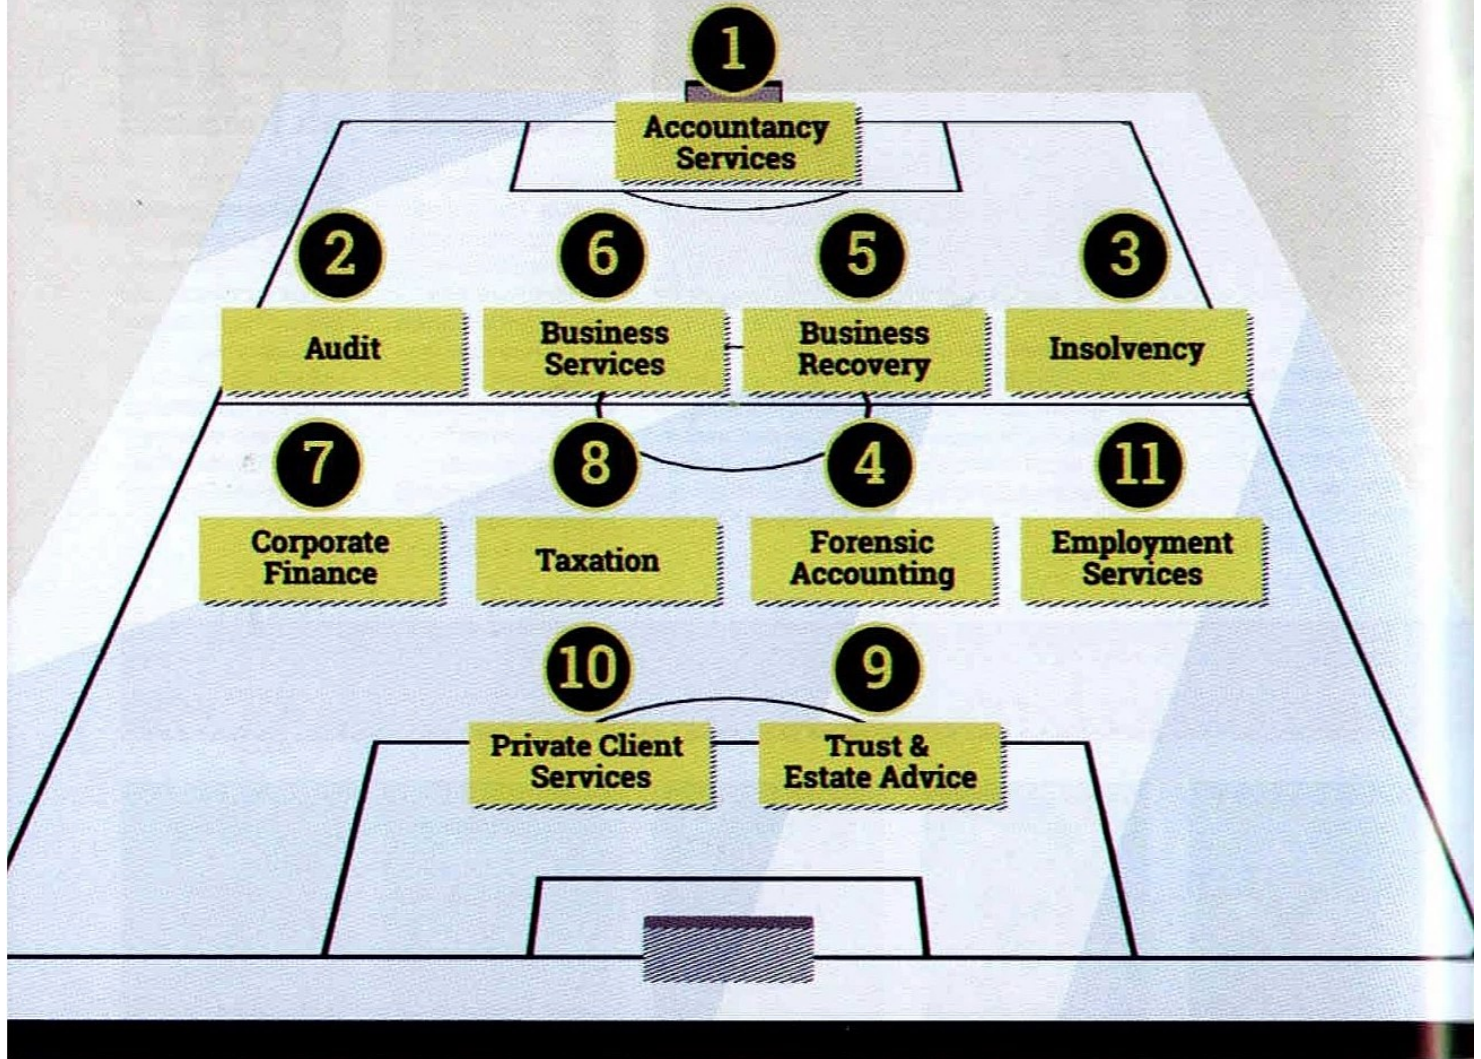 1
Accountancy
Services
2
6
5
3
Audit
Business
Services
Business
Recovery
Insolvency
7
8
4
11
Corporate
Finance
Taxation
Forensic
Accounting
Employment
Services
10
9
Private Client
Services
Trust &
Estate Advice